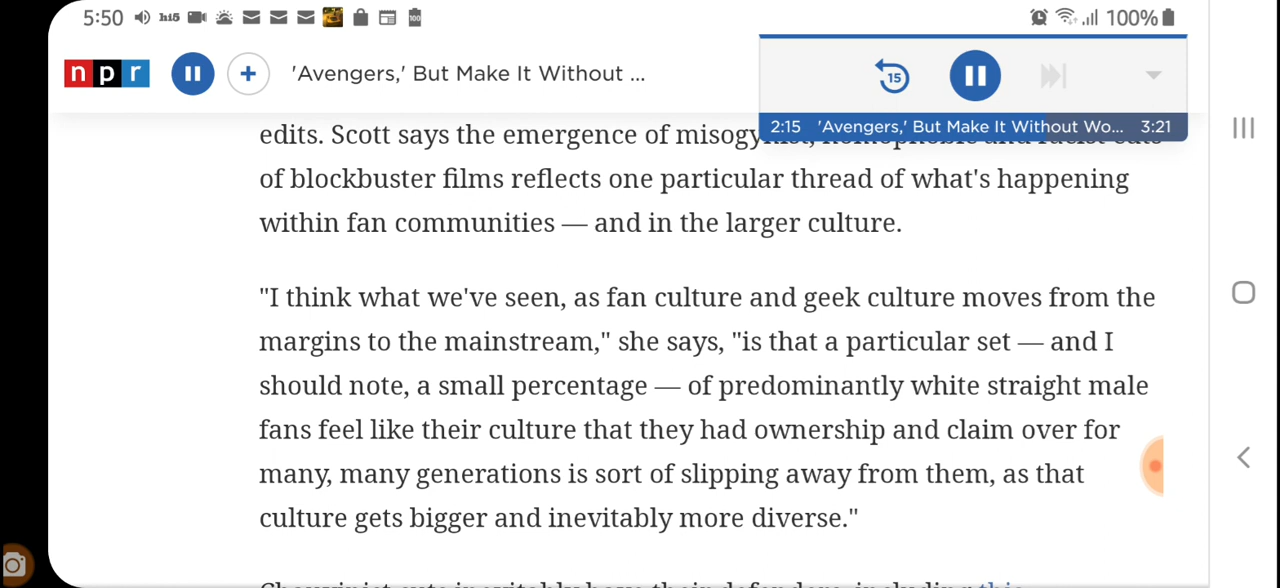 5:50 hi5 100 100%
npr 'Avengers,' But Make It Without ...
15
2:15 'Avengers,' But Make It Without Wo... 3:21
edits. Scott says the emergence of
of blockbuster films reflects one particular thread of what's happening
within fan communities — and in the larger culture.
"I think what we've seen, as fan culture and geek culture moves from the
margins to the mainstream," she says, "is that a particular set — and I
should note, a small percentage — of predominantly white straight male
fans feel like their culture that they had ownership and claim over for
many, many generations is sort of slipping away from them, as that
culture gets bigger and inevitably more diverse."